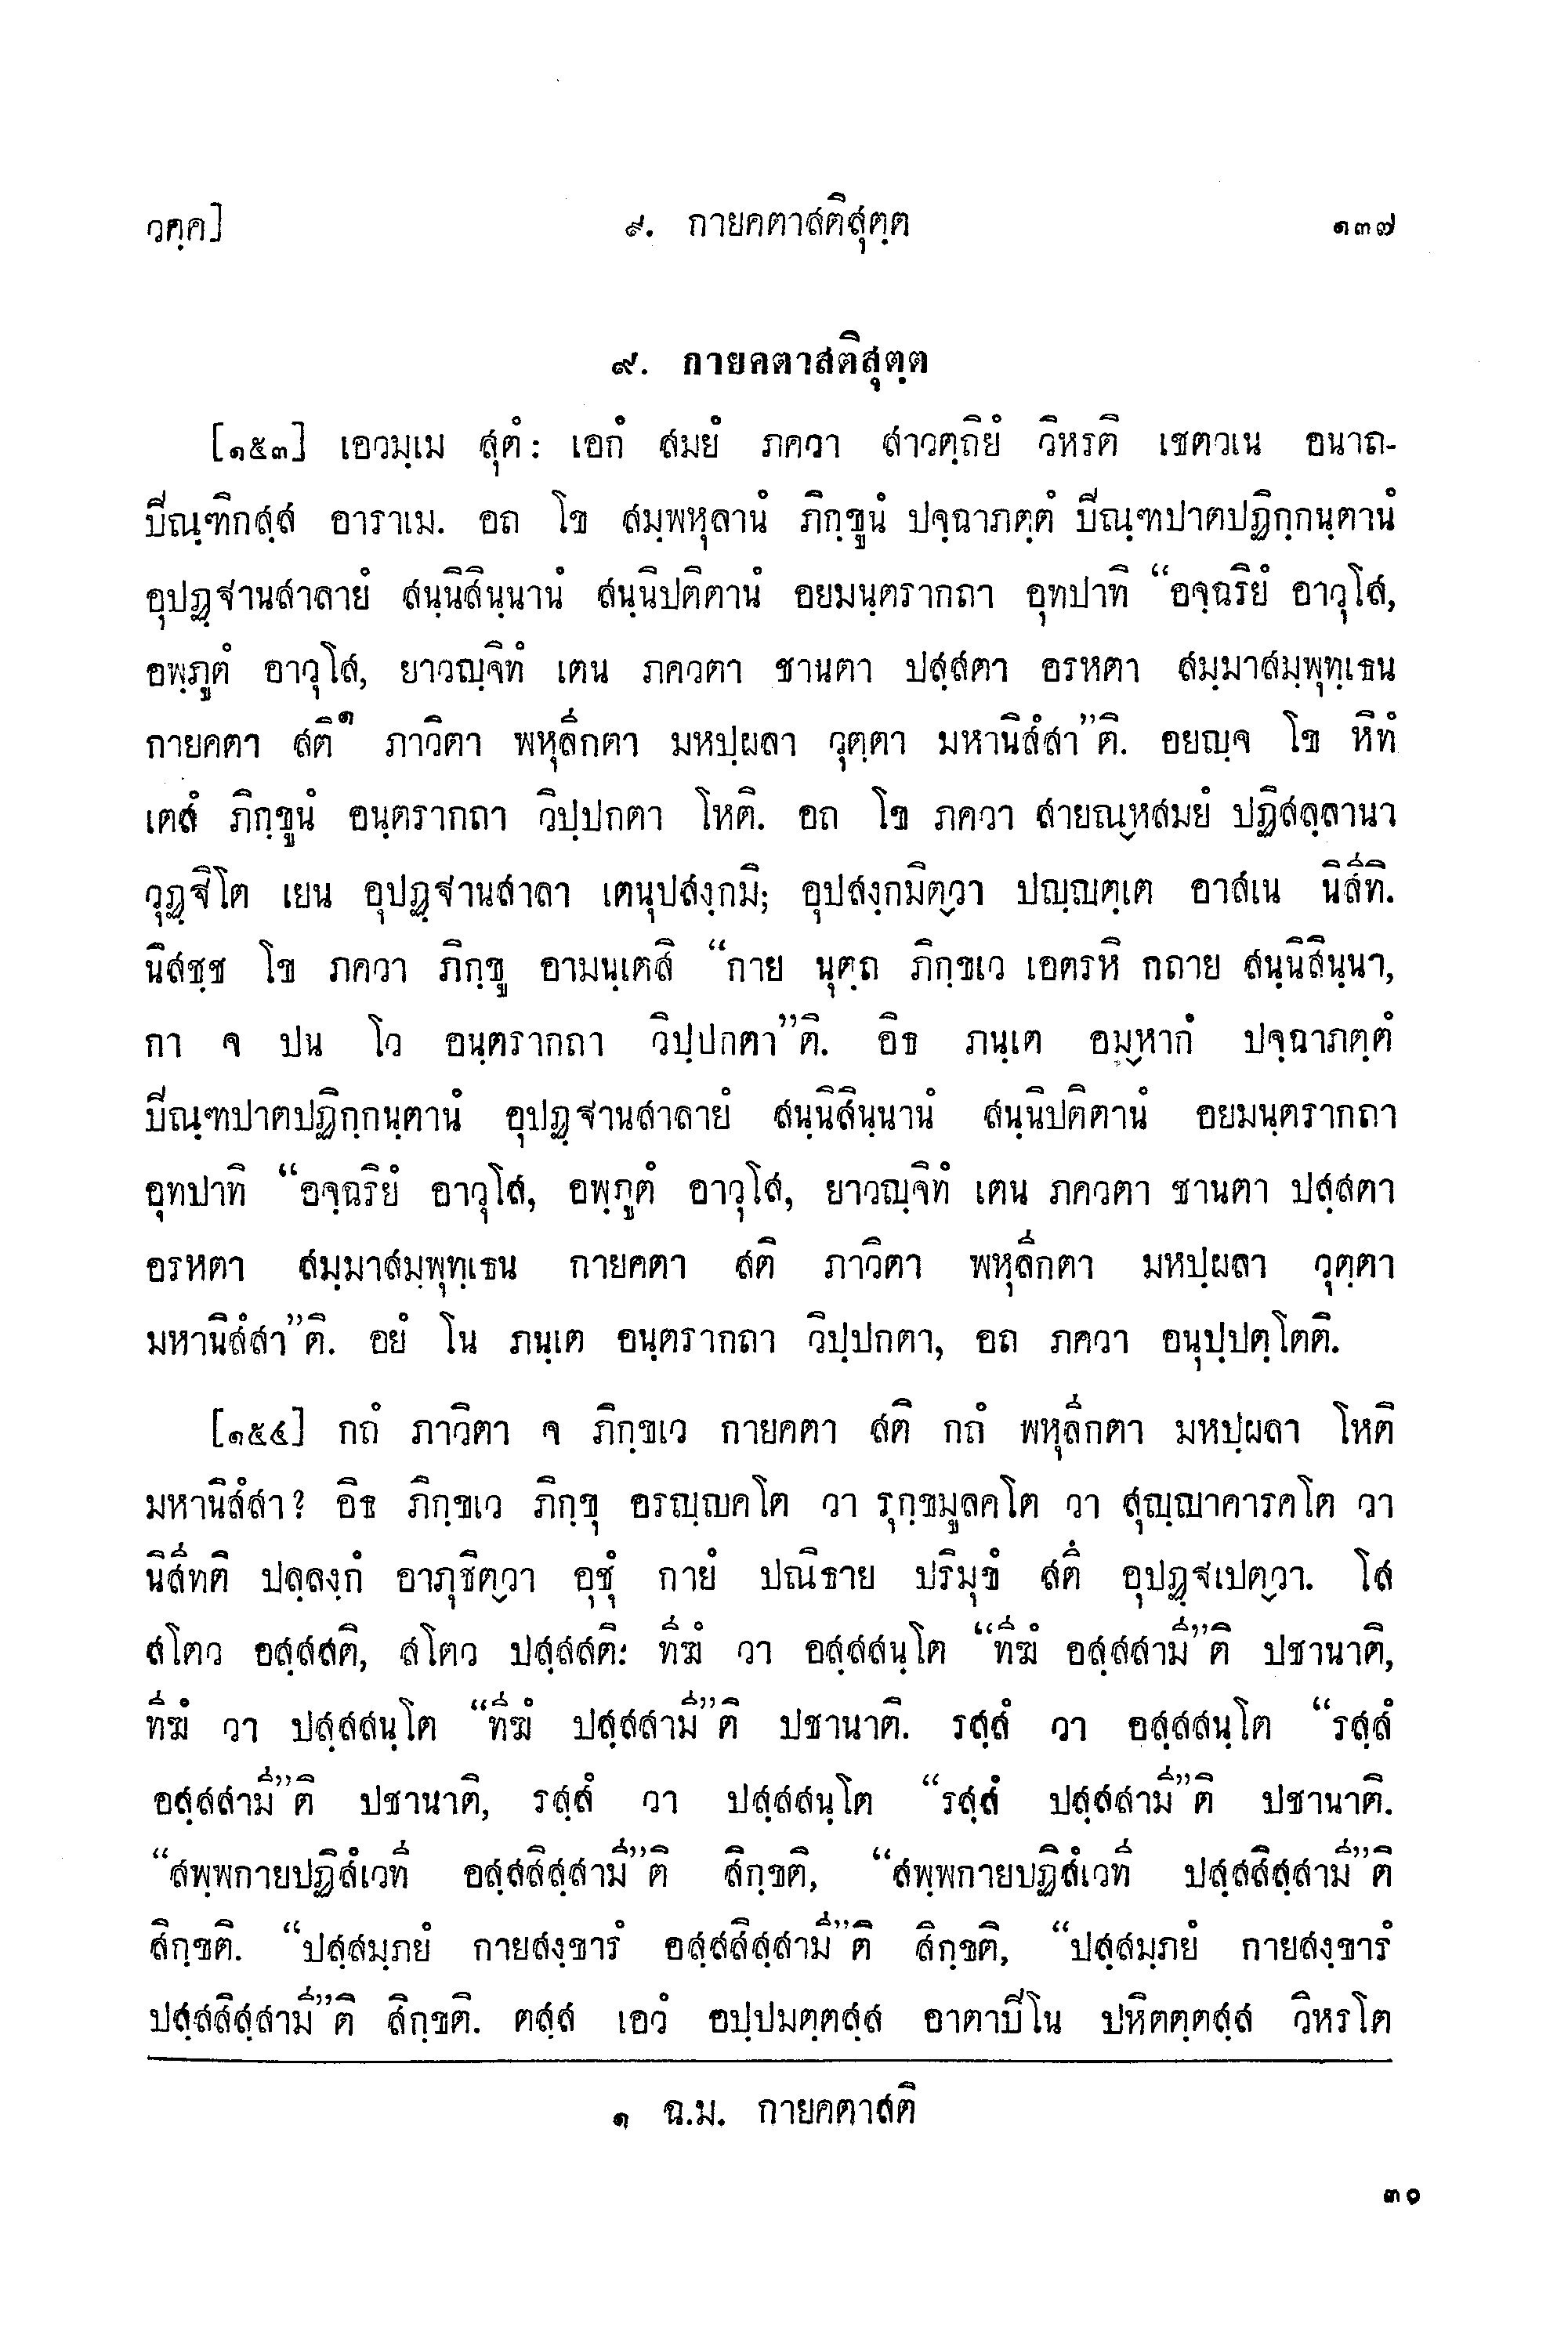 วคฺค]
๙. กายคตาสติสุตฺต
๑๓๗
๙. กายคตาสติสุตฺต
[๑๕๓] เอวมฺเม สุตํ: เอกํ สมยํ ภควา สาวตฺถิยํ วิหรติ เชตวเน อนาถ-
ปิณฺฑิกสฺส อาราเม. อถ โข สมฺพหุลานํ ภิกฺขูนํ ปจฺฉาภตฺตํ ปิณฺฑปาตปฏิกฺกนฺตานํ
อุปฏฺฐานสาลายํ สนฺนิสินฺนานํ สนฺนิปติตานํ อยมนฺตรากถา อุทปาทิ “อจฺฉริยํ อาวุโส,
อพฺภูตํ อาวุโส, ยาวญฺจิทํ เตน ภควตา ชานตา ปสฺสตา อรหตา สมฺมาสมฺพุทฺเธน
กายคตา สติ๑ ภาวิตา พหุลีกตา มหปฺผลา วุตฺตา มหานิสํสา”ติ. อยญฺจ โข หิทํ
เตสํ ภิกฺขูนํ อนฺตรากถา วิปฺปกตา โหติ. อถ โข ภควา สายณฺหสมยํ ปฏิสลฺลานา
วุฏฺฐิโต เยน อุปฏฺฐานสาลา เตนุปสงฺกมิ; อุปสงฺกมิตฺวา ปญฺญตฺเต อาสเน นิสีทิ.
นิสชฺช โข ภควา ภิกฺขู อามนฺเตสิ “กาย นุตฺถ ภิกฺขเว เอตรหิ กถาย สนฺนิสินฺนา,
กา จ ปน โว อนฺตรากถา วิปฺปกตา”ติ. อิธ ภนฺเต อมฺหากํ ปจฺฉาภตฺตํ
ปิณฺฑปาตปฏิกฺกนฺตานํ อุปฏฺฐานสาลายํ สนฺนิสินฺนานํ สนฺนิปติตานํ อยมนฺตรากถา
อุทปาทิ “อจฺฉริยํ อาวุโส, อพฺภูตํ อาวุโส, ยาวญฺจิทํ เตน ภควตา ชานตา ปสฺสตา
อรหตา สมฺมาสมฺพุทฺเธน กายคตา สติ ภาวิตา พหุลีกตา มหปฺผลา วุตฺตา
มหานิสํสา”ติ. อยํ โน ภนฺเต อนฺตรากถา วิปฺปกตา, อถ ภควา อนุปฺปตฺโตติ.
[๑๕๔] กถํ ภาวิตา จ ภิกฺขเว กายคตา สติ กถํ พหุลีกตา มหปฺผลา โหติ
มหานิสํสา? อิธ ภิกฺขเว ภิกฺขุ อรญฺญคโต วา รุกฺขมูลคโต วา สุญฺญาคารคโต วา
นิสีทติ ปลฺลงฺกํ อาภุชิตฺวา อุชุํ กายํ ปณิธาย ปริมุขํ สตึ อุปฏฺฐเปตฺวา. โส
สโตว อสฺสสติ, สโตว ปสฺสสติ: ทีฆํ วา อสฺสสนฺโต “ทีฆํ อสฺสสามี”ติ ปชานาติ,
ทีฆํ วา ปสฺสสนฺโต “ทีฆํ ปสฺสสามี”ติ ปชานาติ. รสฺสํ วา อสฺสสนฺโต “รสฺสํ
อสฺสสามี”ติ ปชานาติ, รสฺสํ วา ปสฺสสนฺโต “รสฺสํ ปสฺสสามี”ติ ปชานาติ.
“สพฺพกายปฏิสํเวที อสฺสสิสฺสามี”ติ สิกฺขติ, “สพฺพกายปฏิสํเวที ปสฺสสิสฺสามี”ติ
สิกฺขติ. “ปสฺสมฺภยํ กายสงฺขารํ อสฺสสิสฺสามี”ติ สิกฺขติ, “ปสฺสมฺภยํ กายสงฺขารํ
ปสฺสสิสฺสามี”ติ สิกฺขติ. ตสฺส เอวํ อปฺปมตฺตสฺส อาตาปิโน ปหิตตฺตสฺส วิหรโต
๑ ฉ.ม. กายคตาสติ
๓๐